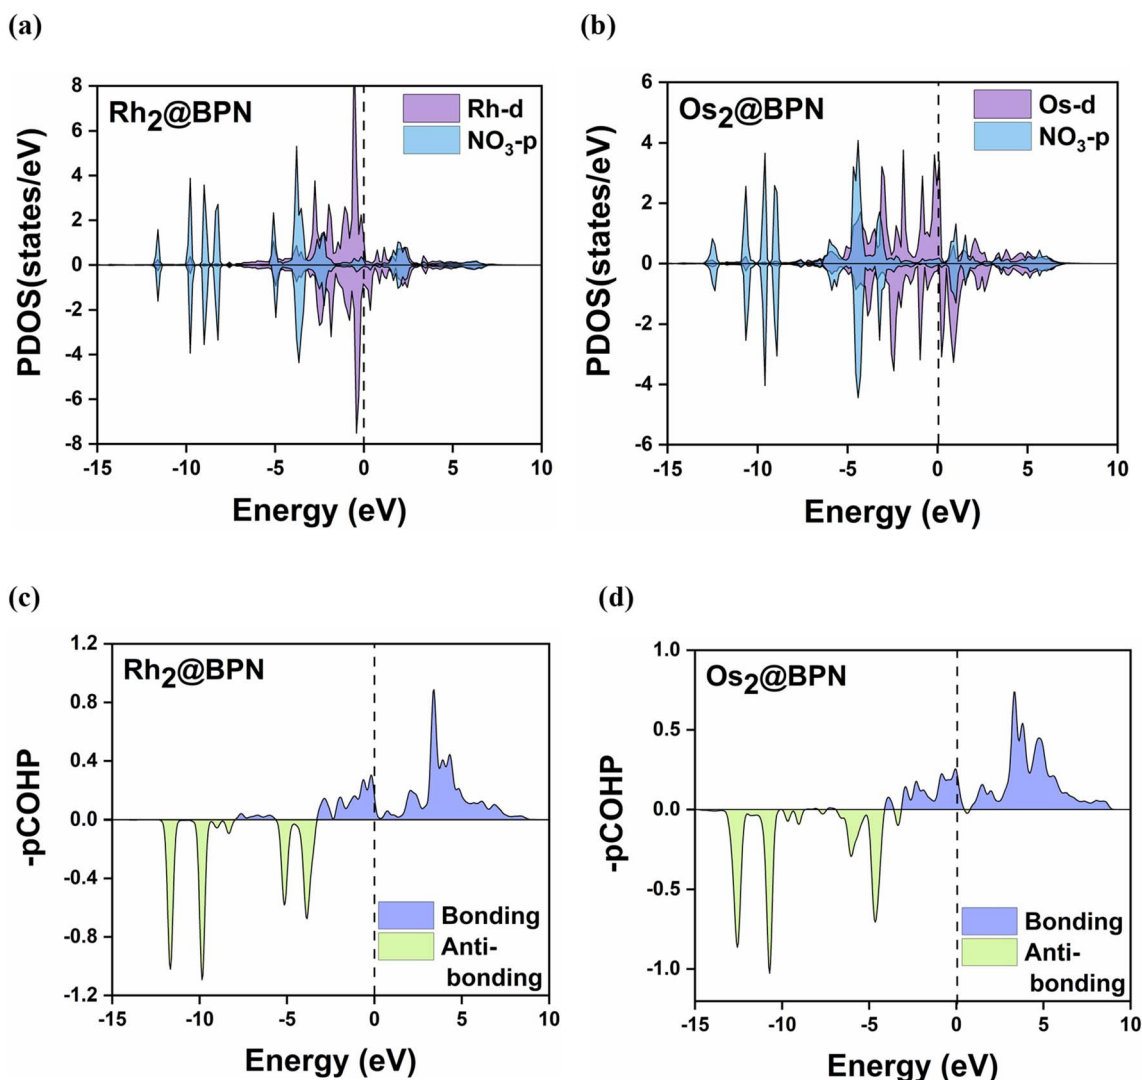 (a)
Rh2@BPN
Rh-d
NO3-p
PDOS(states/eV)
8
6
4
2
0
-2
-4
-6
-8
-15
-10
-5
0
5
10
Energy (eV)
(b)
Os2@BPN
Os-d
NO3-p
PDOS(states/eV)
6
4
2
0
-2
-4
-6
-15
-10
-5
0
5
10
Energy (eV)
(c)
Rh2@BPN
-pCOHP
1.2
0.8
0.4
0.0
-0.4
-0.8
-1.2
Bonding
Anti-
bonding
-15
-10
-5
0
5
10
Energy (eV)
(d)
Os2@BPN
-pCOHP
1.0
0.5
0.0
-0.5
-1.0
Bonding
Anti-
bonding
-15
-10
-5
0
5
10
Energy (eV)